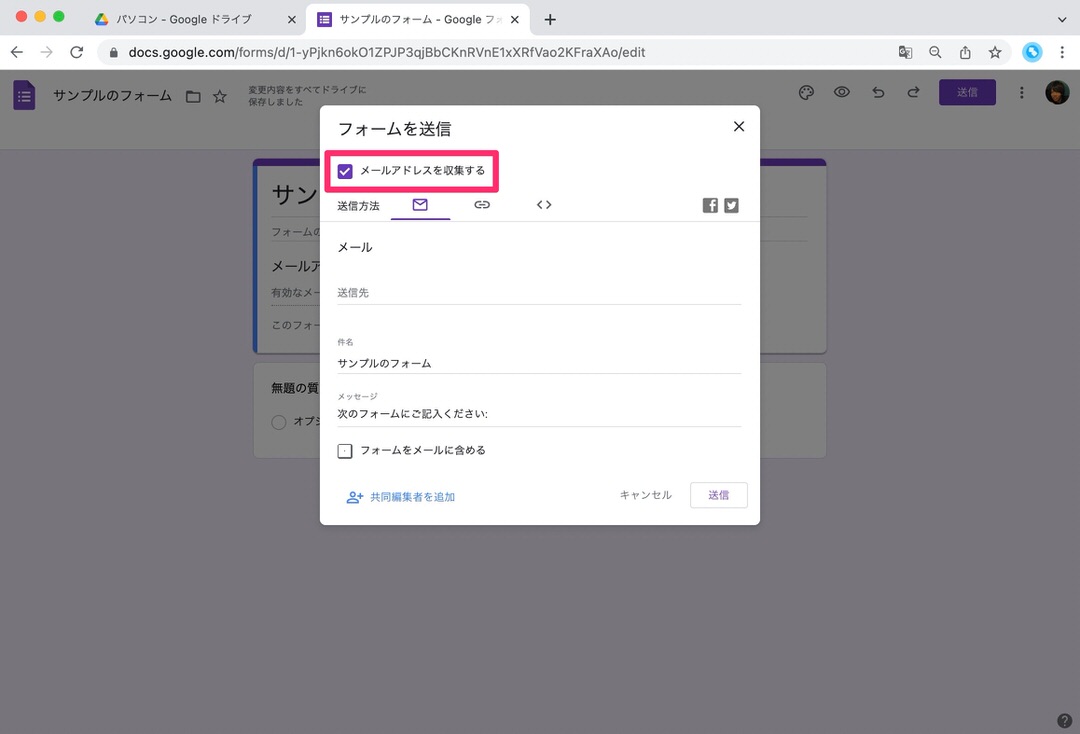 パソコン - Google ドライブ
サンプルのフォーム - Google フ
docs.google.com/forms/d/1-yPjkn6okO1ZPJP3qjBbCKnRVnE1xXRfVao2KFraXAo/edit
サンプルのフォーム
変更内容をすべてドライブに
保存しました
送信
フォームを送信
メールアドレスを収集する
送信方法
メール
送信先
件名
サンプルのフォーム
メッセージ
次のフォームにご記入ください:
フォームをメールに含める
共同編集者を追加
キャンセル
送信
サン
フォームの
メールア
有効なメー
このフォー
無題の質
オプシ